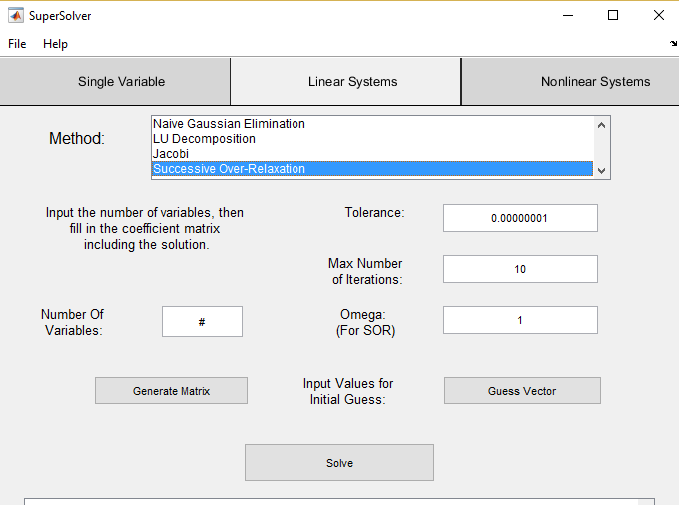 SuperSolver
File Help
Single Variable Linear Systems Nonlinear Systems
Method:
Naive Gaussian Elimination
LU Decomposition
Jacobi
Successive Over-Relaxation
Input the number of variables, then
fill in the coefficient matrix
including the solution.
Tolerance:
0.00000001
Max Number
of Iterations:
10
Number Of
Variables:
#
Omega:
(For SOR)
1
Generate Matrix
Input Values for
Initial Guess:
Guess Vector
Solve